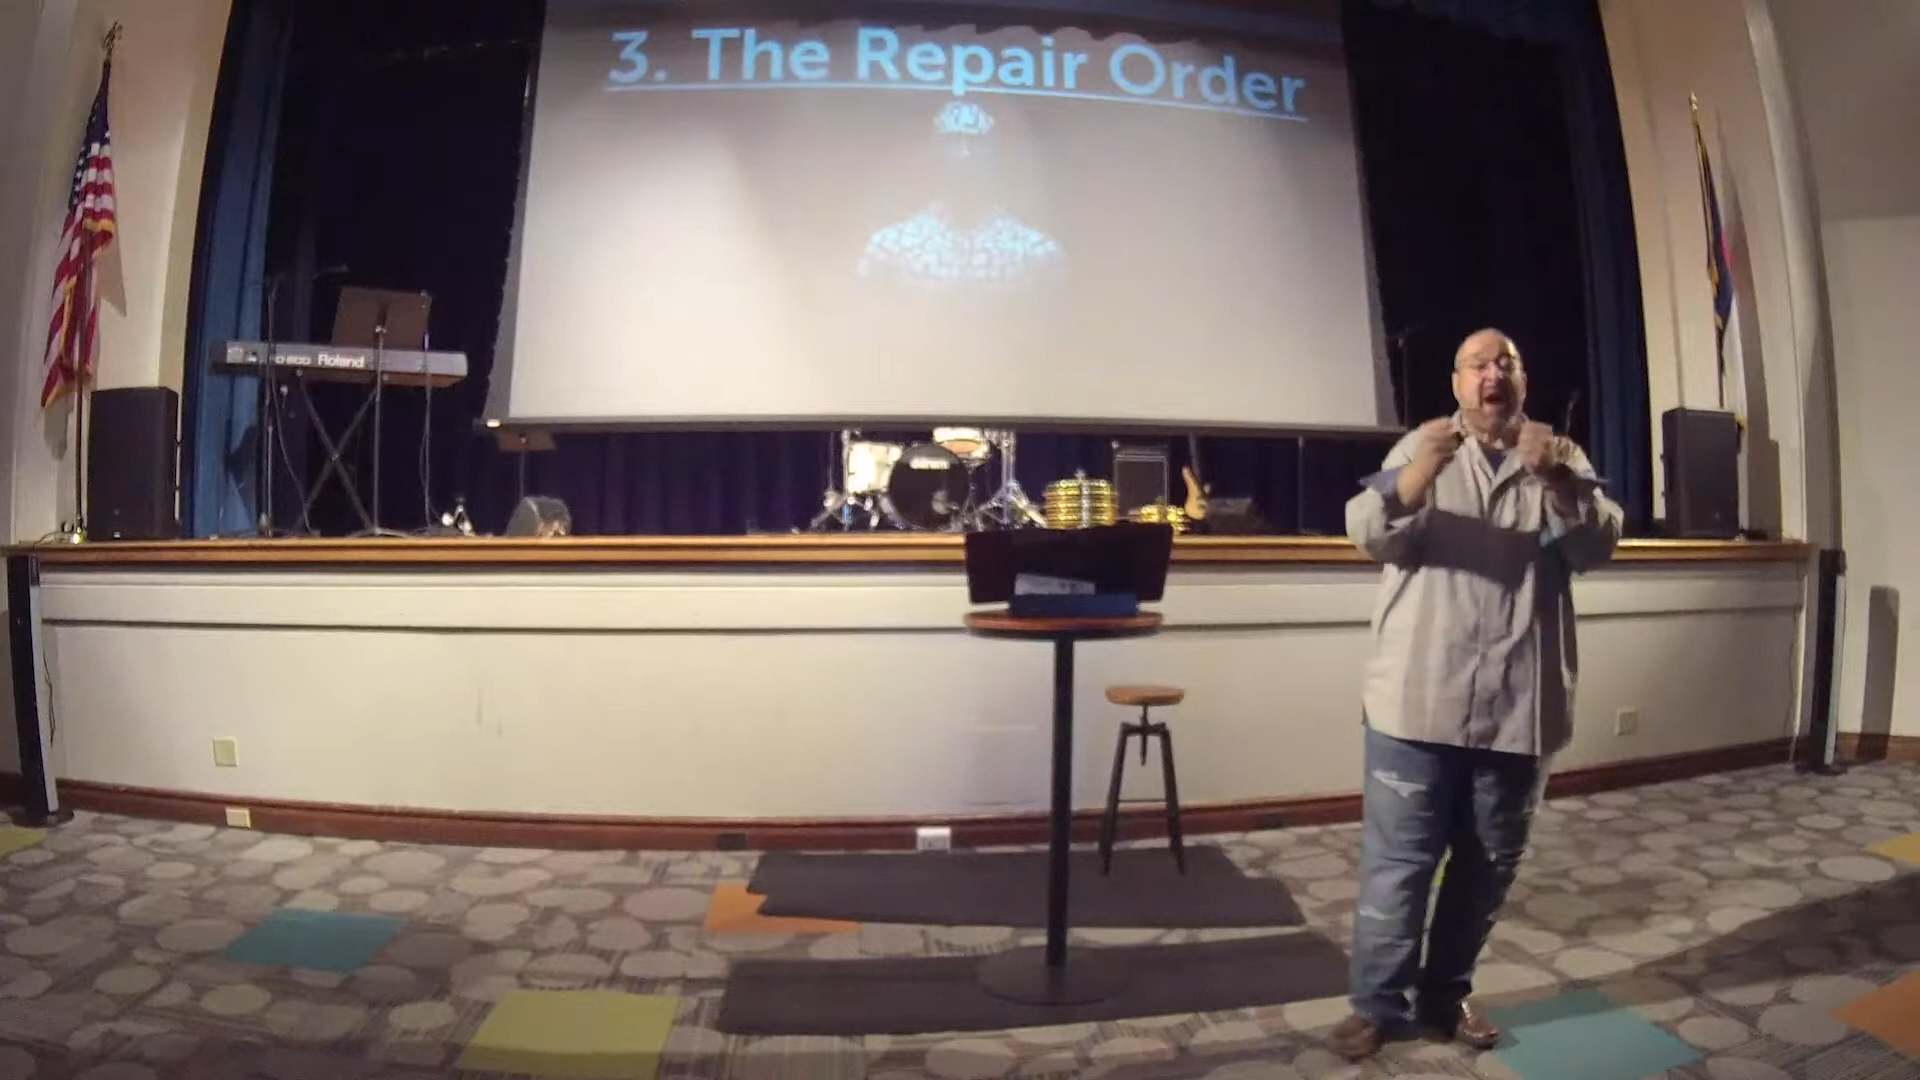 3. The Repair Order
Roland